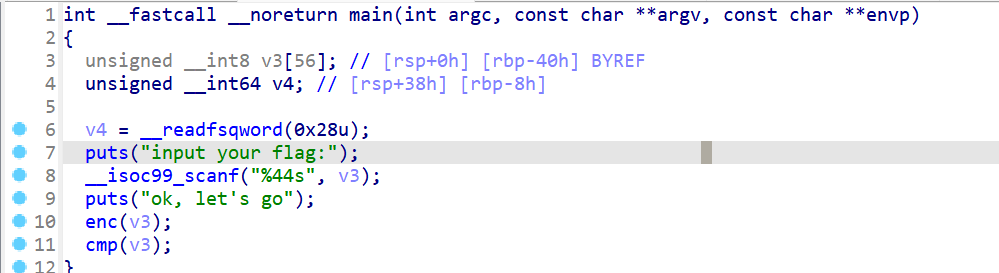 1 int __fastcall __noreturn main(int argc, const char **argv, const char **envp)
2 {
3   unsigned __int8 v3[56]; // [rsp+0h] [rbp-40h] BYREF
4   unsigned __int64 v4; // [rsp+38h] [rbp-8h]
5
6   v4 = __readfsqword(0x28u);
7   puts("input your flag:");
8   __isoc99_scanf("%44s", v3);
9   puts("ok, let's go");
10   enc(v3);
11   cmp(v3);
12 }